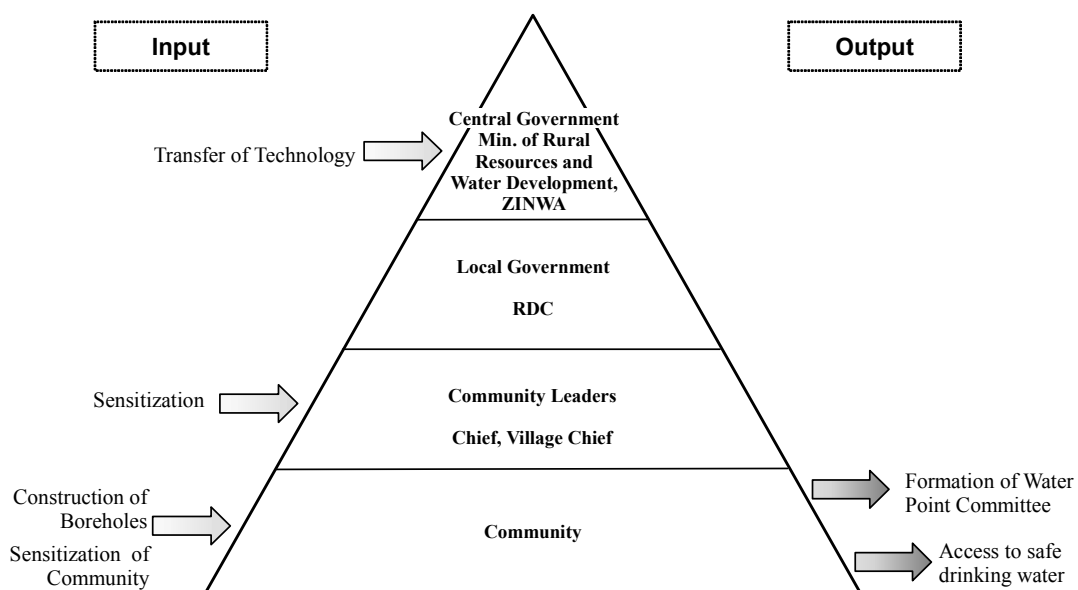 Input
Output
Central Government
Min. of Rural
Resources and
Water Development,
ZINWA
Transfer of Technology
Local Government
RDC
Sensitization
Community Leaders
Chief, Village Chief
Construction of
Boreholes
Sensitization of
Community
Community
Formation of Water
Point Committee
Access to safe
drinking water